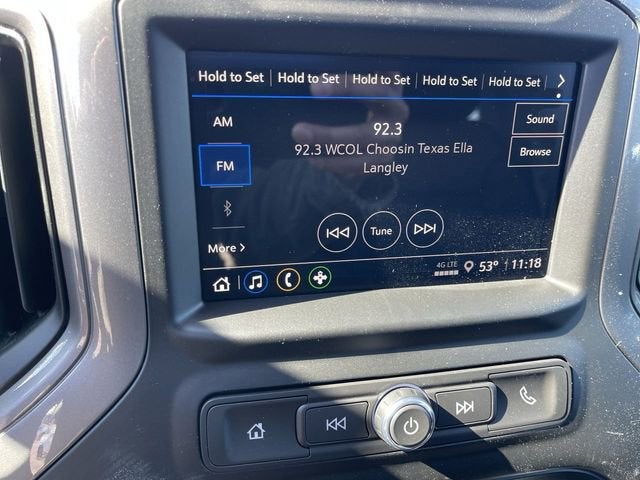 Hold to Set Hold to Set Hold to Set Hold to Set Hold to Set
AM
92.3
Sound
92.3 WCOL Choosin Texas Ella
Langley
FM
Browse
Tune
More
4G LTE
53° 11:18